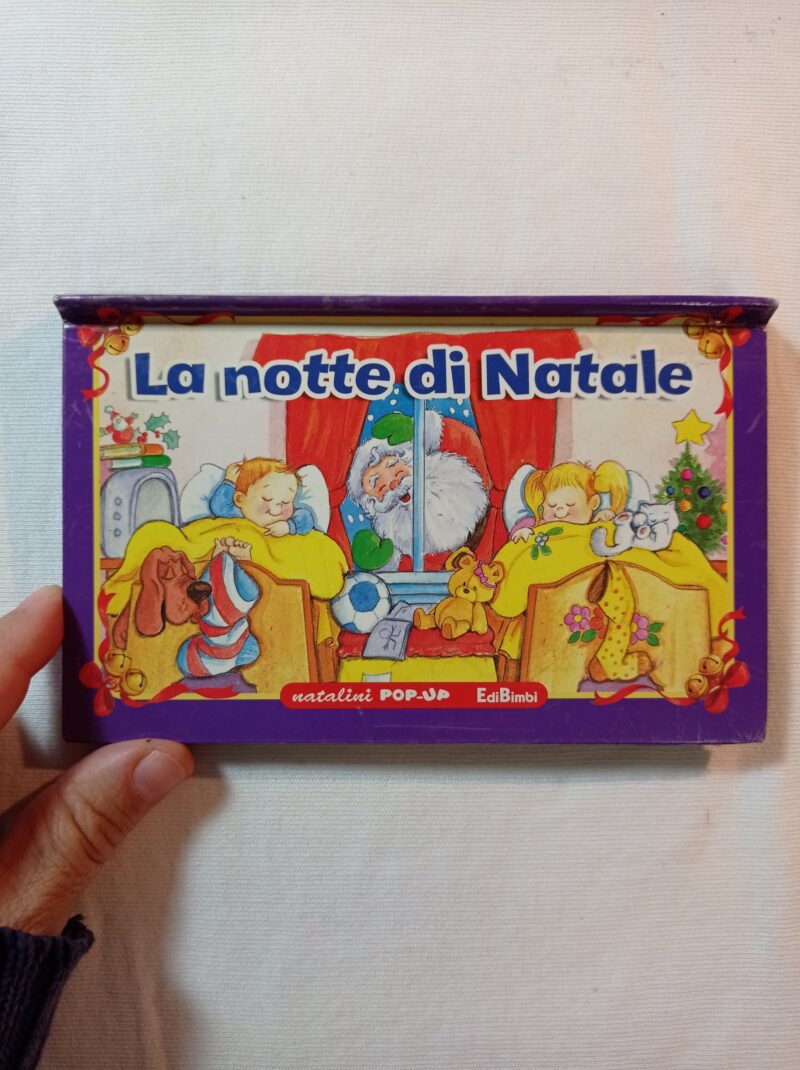 La notte di Natale
natalini POP-UP EdiBimbi